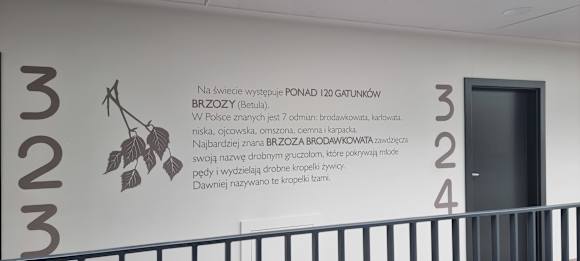 323
Na świecie występuje PONAD 120 GATUNKÓW
BRZOZY (Betula).
W Polsce znanych jest 7 odmian: brodawkowata, karłowata,
niska, ojcowska, omszona, ciemna i karpacka.
Najbardziej znana BRZOZA BRODAWKOWATA zawdzięcza
swoją nazwę drobnym gruczołom, które pokrywają młode
pędy i wydzielają drobne kropelki żywicy.
Dawniej nazywano te kropelki łzami.
324